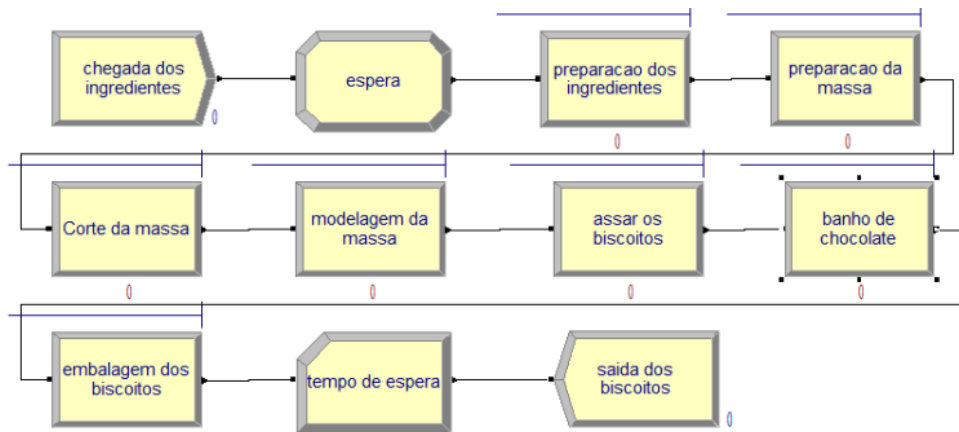 chegada dos
ingredientes
0
espera
preparacao dos
ingredientes
0
preparacao da
massa
0
Corte da massa
0
modelagem da
massa
0
assar os
biscoitos
0
banho de
chocolate
0
embalagem dos
biscoitos
tempo de espera
saida dos
biscoitos
0